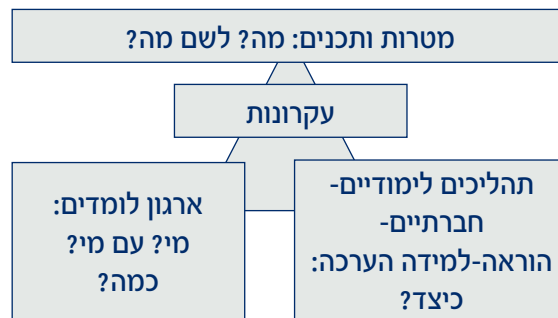 מטרות ותכנים: מה? לשם מה?
עקרונות
תהליכים לימודיים-
חברתיים-
הוראה-למידה הערכה:
כיצד?
ארגון לומדים:
מי? עם מי?
כמה?